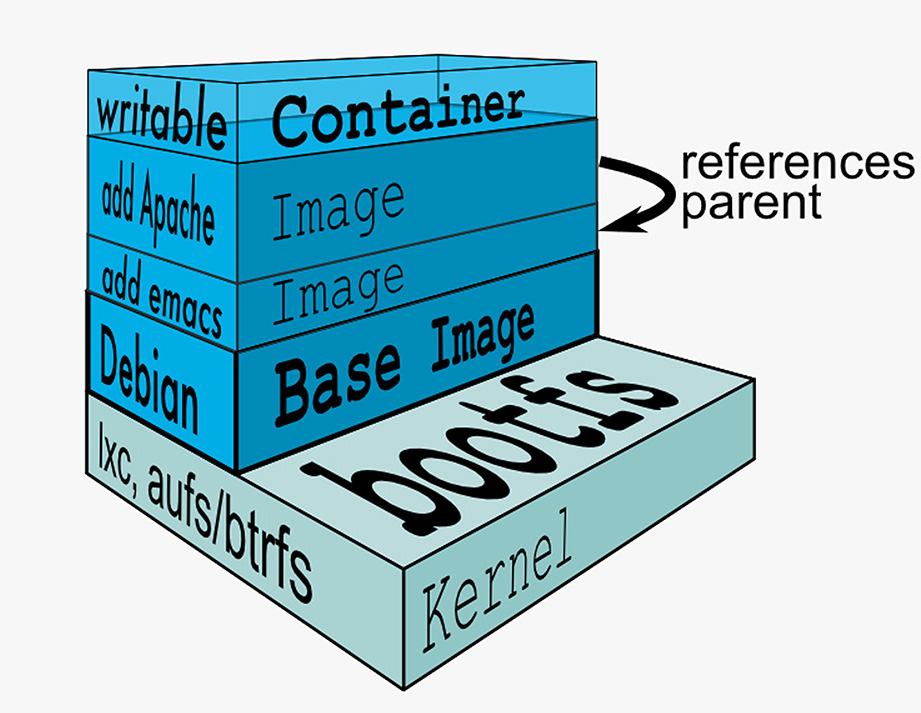 writable Container
add Apache Image
references
parent
add emacs Image
Debian Base Image
bootfs
lxc, aufs/btrfs
Kernel